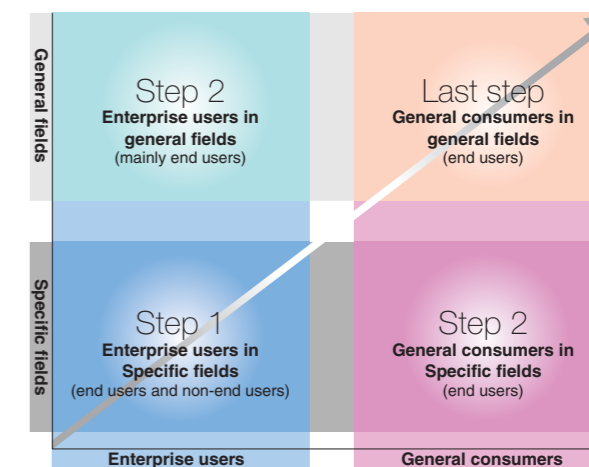 General fields
Step 2
Enterprise users in
general fields
(mainly end users)
Last step
General consumers in
general fields
(end users)
Specific fields
Step 1
Enterprise users in
Specific fields
(end users and non-end users)
Step 2
General consumers in
Specific fields
(end users)
Enterprise users
General consumers